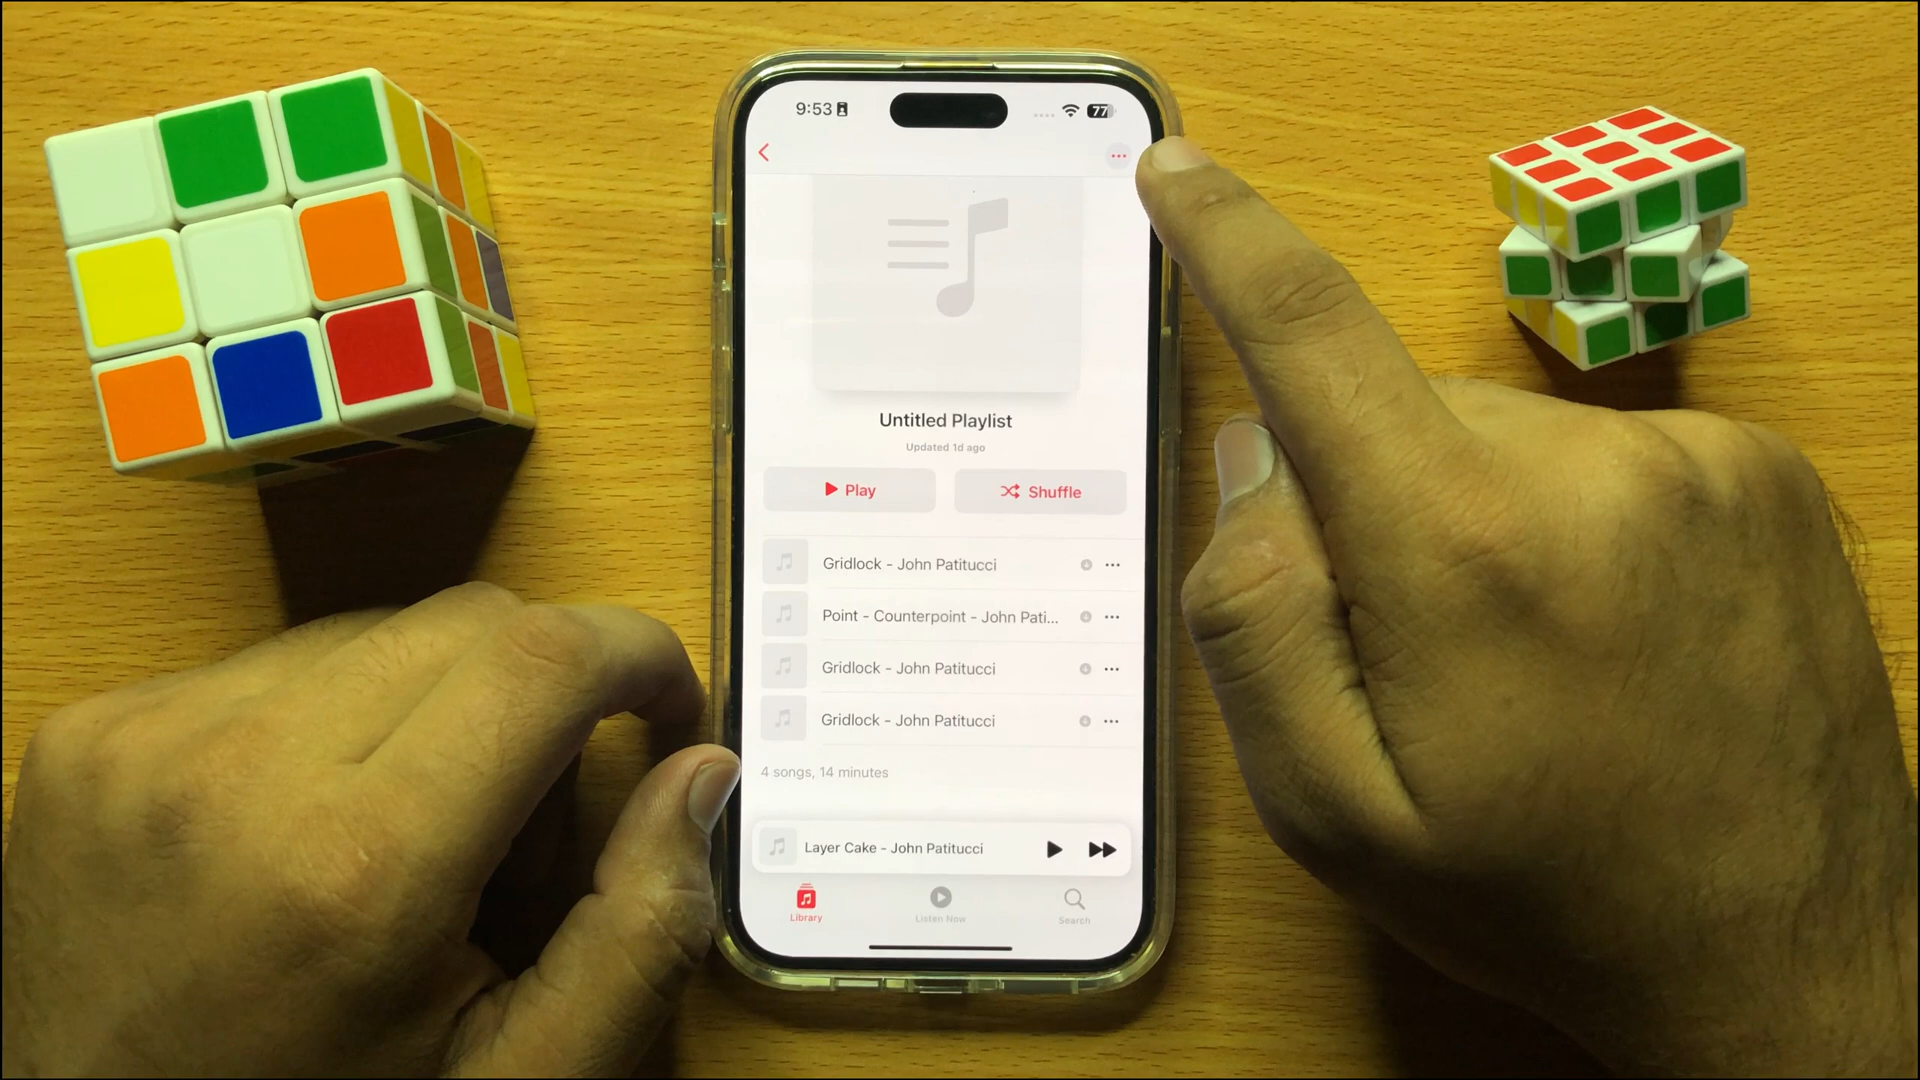 9:53
77
Untitled Playlist
Updated 1d ago
Play
Shuffle
Gridlock - John Patitucci
Point - Counterpoint - John Pati...
Gridlock - John Patitucci
Gridlock - John Patitucci
4 songs, 14 minutes
Layer Cake - John Patitucci
Library
Listen Now
Search